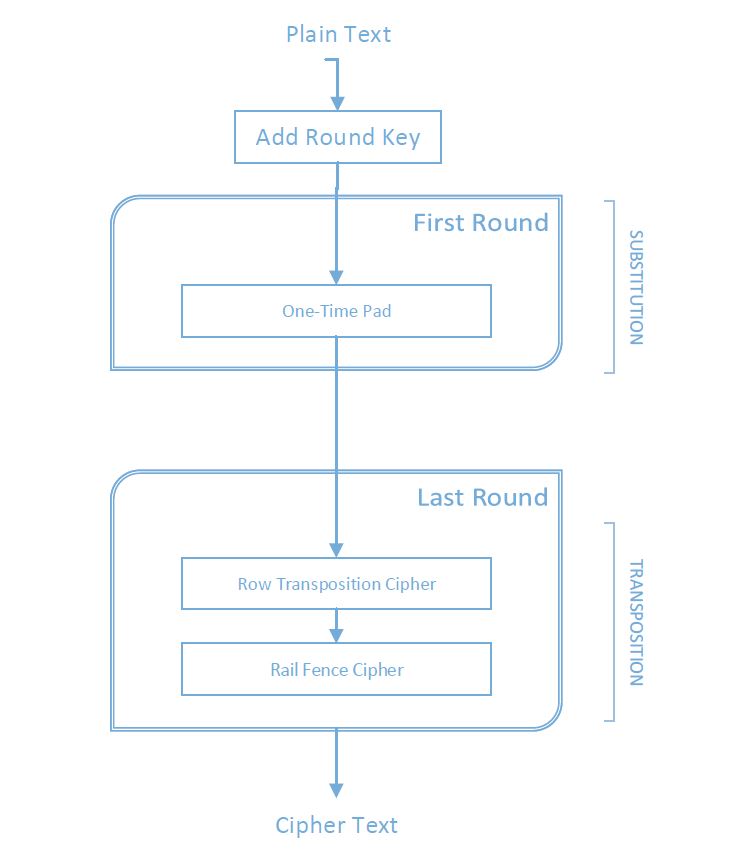 Plain Text
Add Round Key
First Round
SUBSTITUTION
One-Time Pad
Last Round
Row Transposition Cipher
TRANSPOSITION
Rail Fence Cipher
Cipher Text